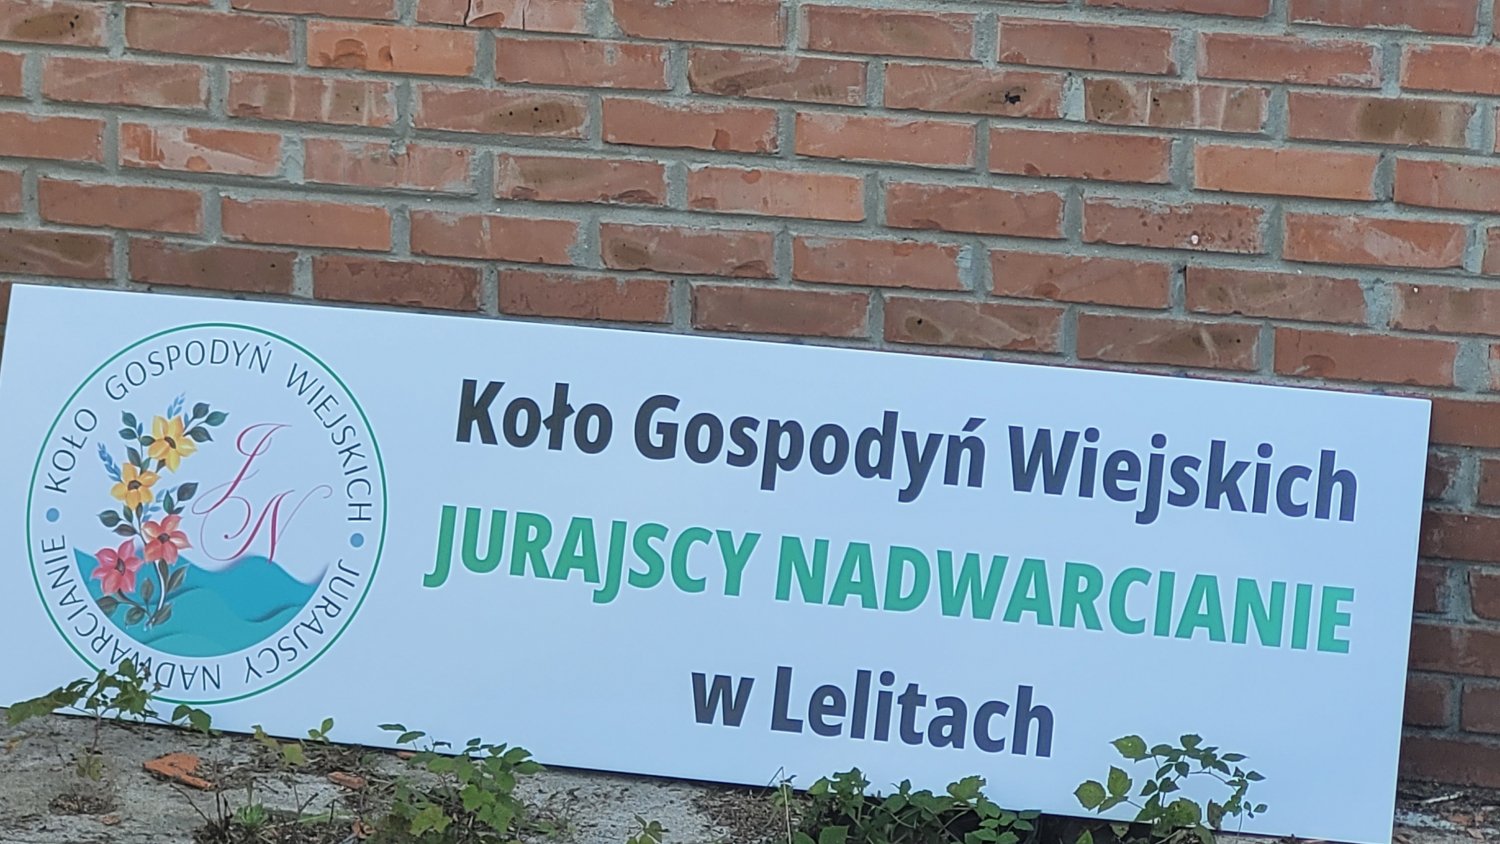 KOŁO GOSPODYŃ WIEJSKICH
JURAJSCY NADWARCIANIE
JN
Koło Gospodyń Wiejskich
JURAJSCY NADWARCIANIE
w Lelitach